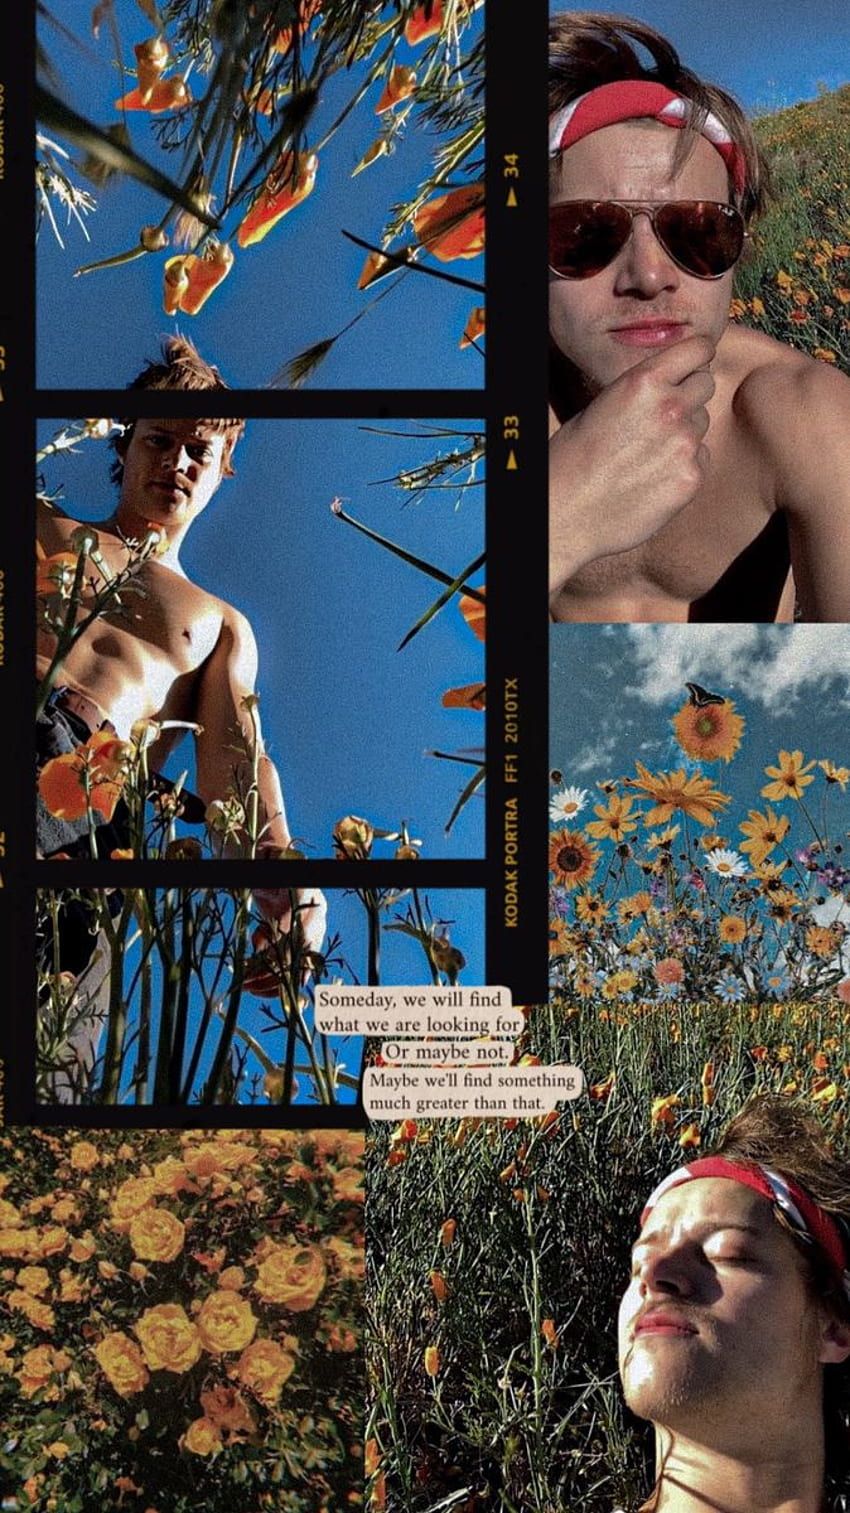 34
33
KODAK PORTRA FF1 2010TX
Someday, we will find
what we are looking for
Or maybe not.
Maybe we'll find something
much greater than that.